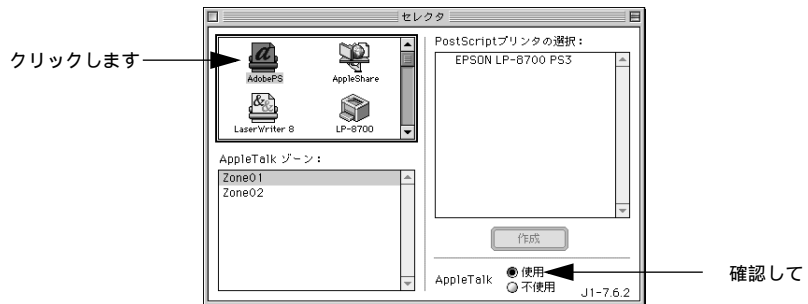 セレクタ
クリックします
AdobePS
AppleShare
LaserWriter 8
LP-8700
PostScriptプリンタの選択：
EPSON LP-8700 PS3
AppleTalk ゾーン：
Zone01
Zone02
作成
AppleTalk
使用
不使用
確認して
J1-7.6.2